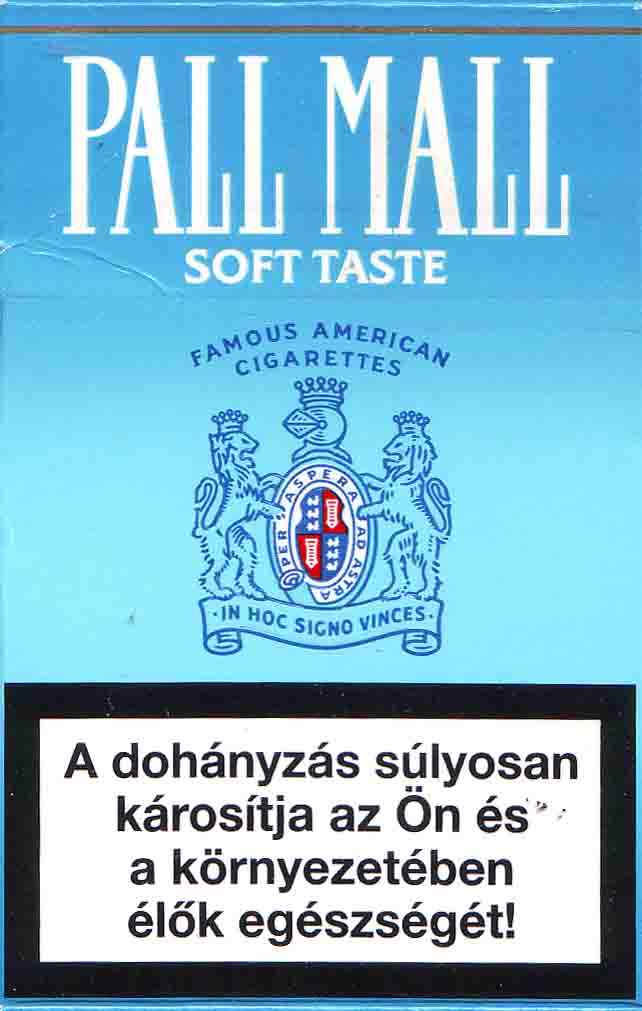 PALL MALL
SOFT TASTE
FAMOUS AMERICAN
CIGARETTES
PER ASPERA AD ASTRA
· IN HOC SIGNO VINCES ·
A dohányzás súlyosan
károsítja az Ön és
a környezetében
élők egészségét!